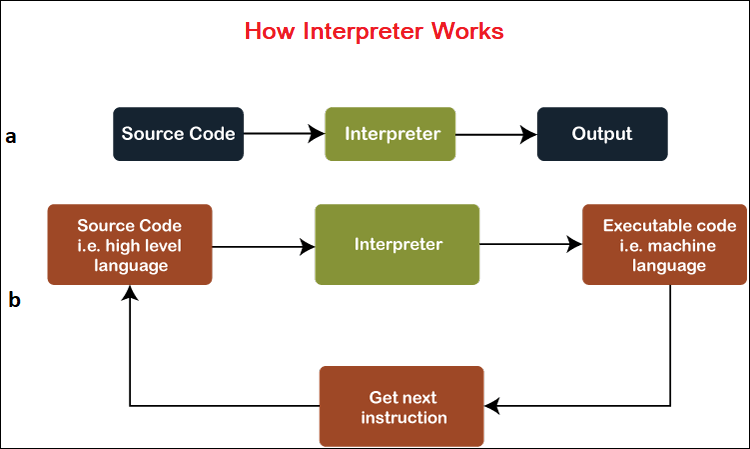 How Interpreter Works
a
Source Code
Interpreter
Output
b
Source Code
i.e. high level
language
Interpreter
Executable code
i.e. machine
language
Get next
instruction